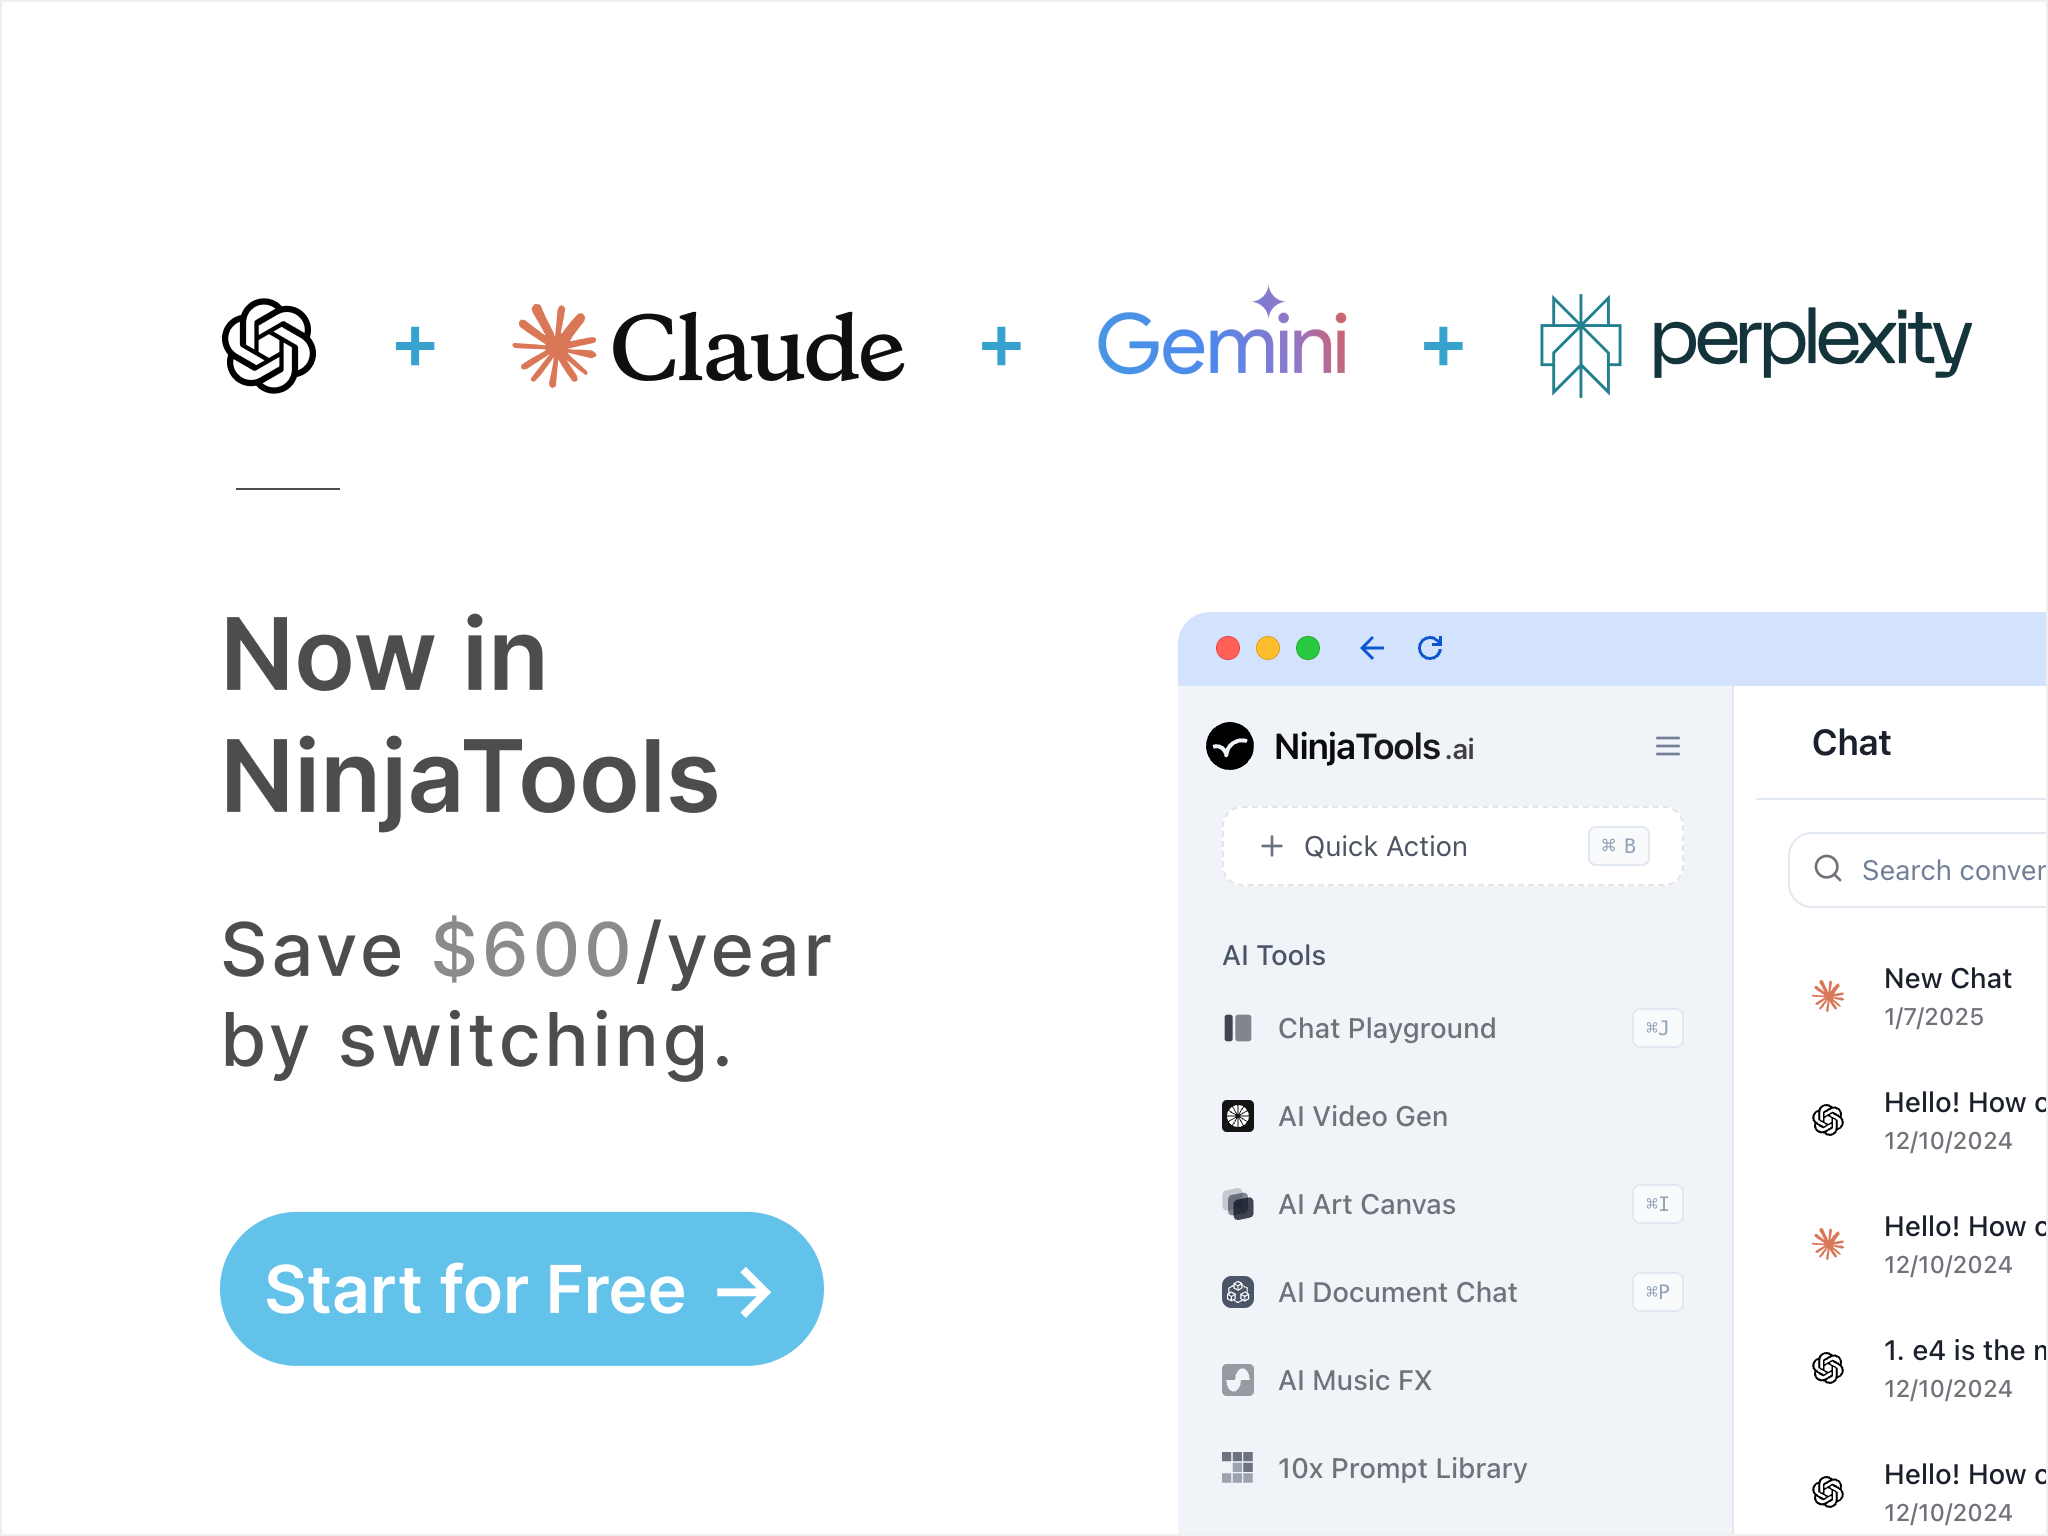 + Claude + Gemini + perplexity
Now in
NinjaTools
Save $600/year
by switching.
Start for Free →
NinjaTools.ai
+ Quick Action ⌘ B
AI Tools
Chat Playground ⌘J
AI Video Gen
AI Art Canvas ⌘I
AI Document Chat ⌘P
AI Music FX
10x Prompt Library
Chat
Search conver
New Chat
1/7/2025
Hello! How
12/10/2024
Hello! How
12/10/2024
1. e4 is the
12/10/2024
Hello! How
12/10/2024